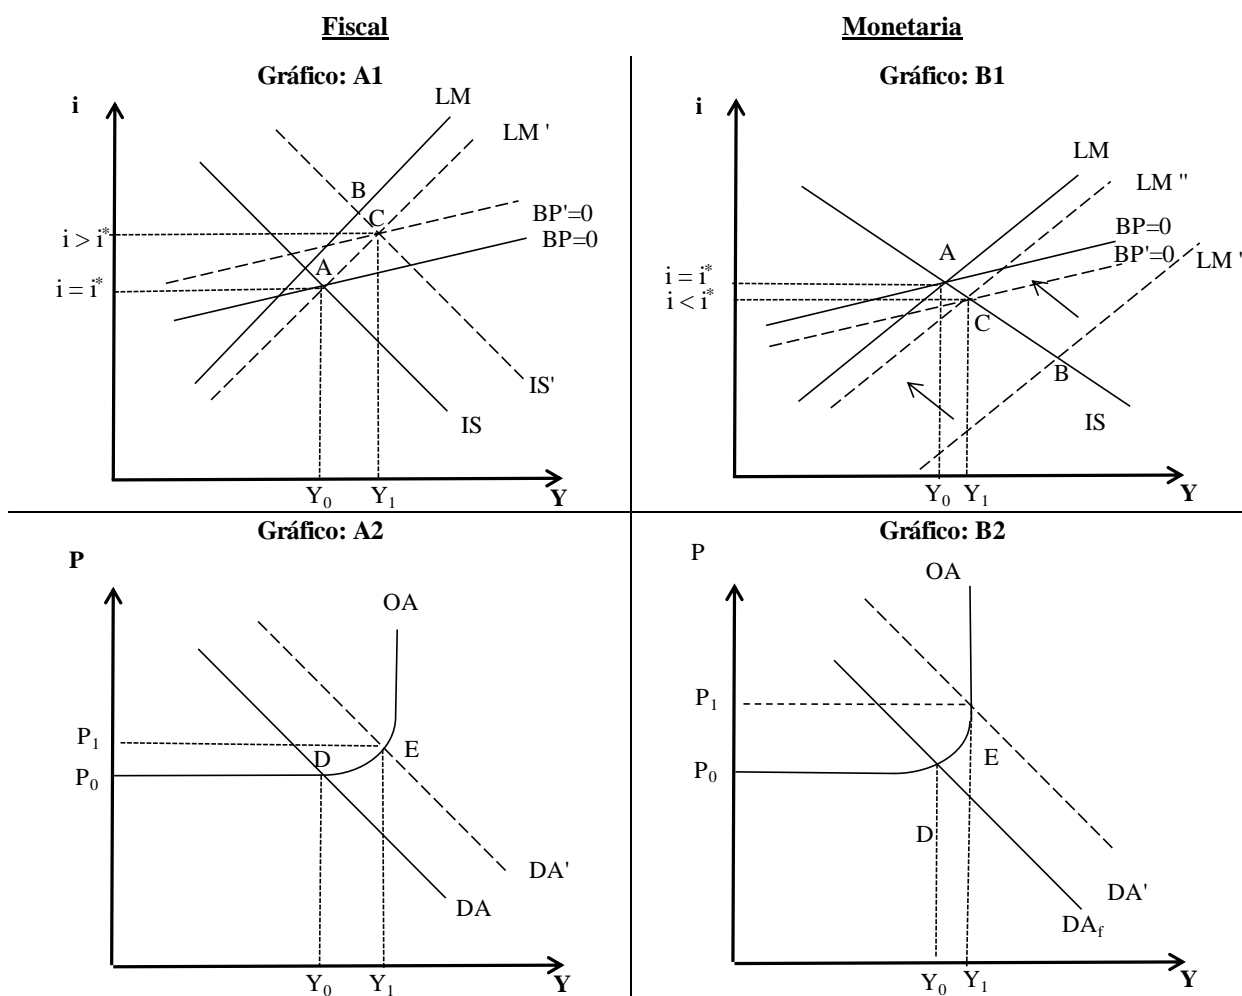 Fiscal
Monetaria
Gráfico: A1
i
LM
LM '
B
C
BP'=0
BP=0
i > i*
A
i = i*
IS'
IS
Y0
Y1
Y
Gráfico: B1
i
LM
LM "
BP=0
A
BP'=0
LM '
i = i*
i < i*
C
B
IS
Y0
Y1
Y
Gráfico: A2
P
OA
P1
E
D
P0
DA'
DA
Y0
Y1
Y
Gráfico: B2
P
OA
P1
E
P0
D
DA'
DAf
Y0
Y1
Y